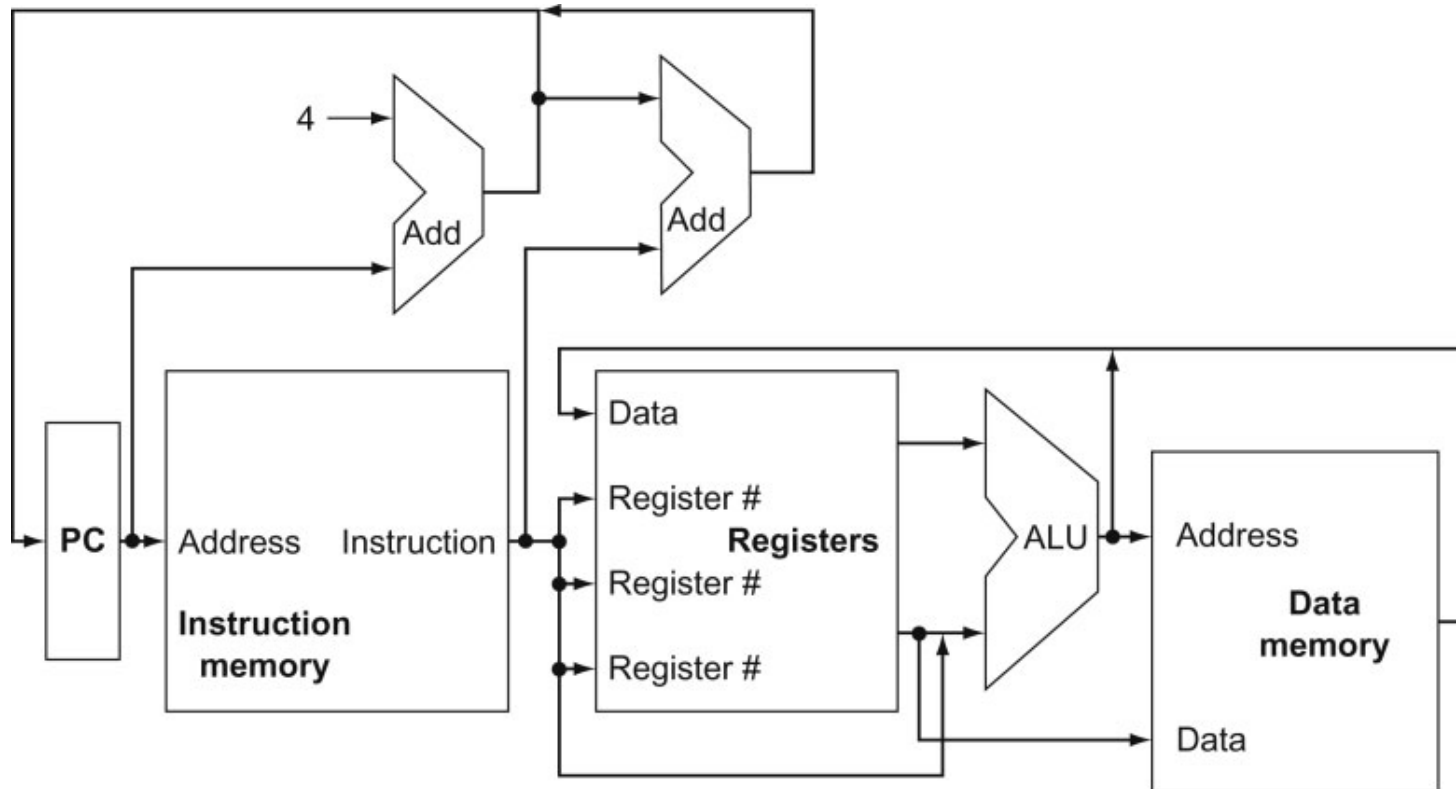 4
Add
Add
Data
Register #
PC
Address
Instruction
Registers
ALU
Address
Register #
Instruction
memory
Data
memory
Register #
Data